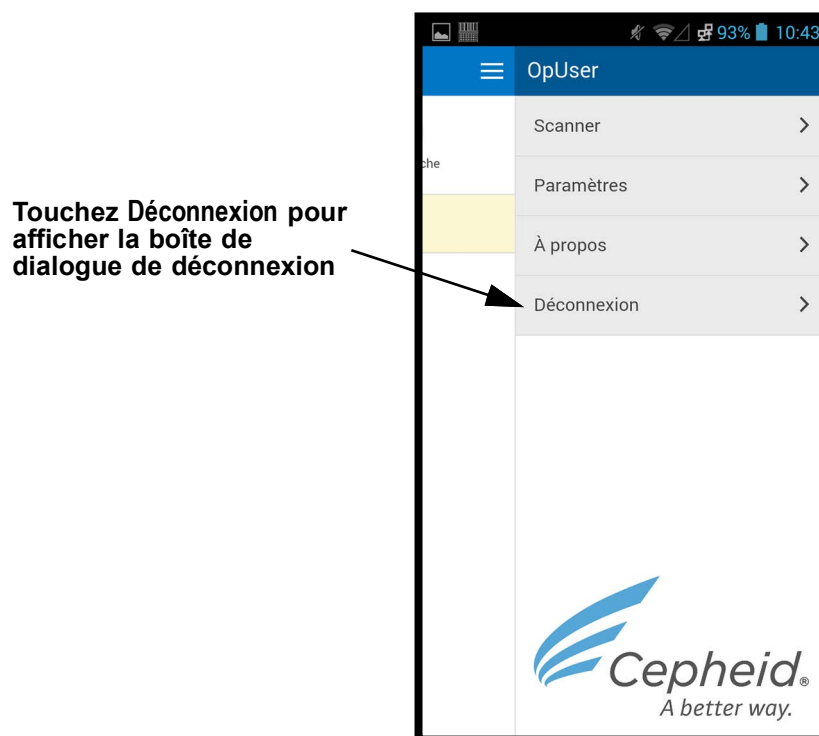 93% 10:43
OpUser
Scanner
che
Paramètres
À propos
Déconnexion
Touchez Déconnexion pour
afficher la boîte de
dialogue de déconnexion
Cepheid®
A better way.